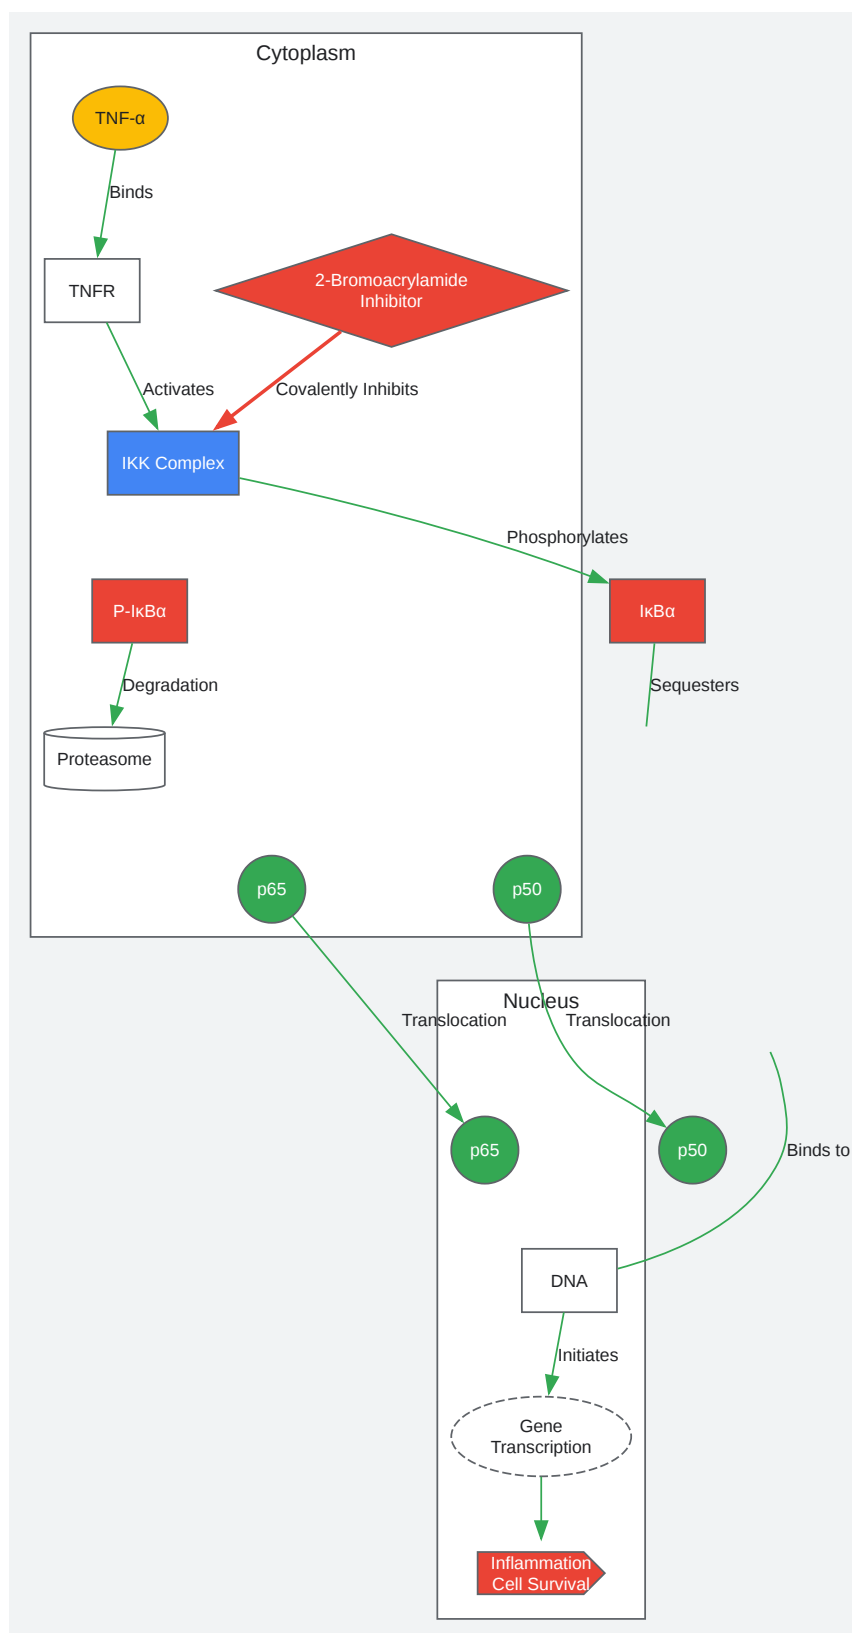 Cytoplasm
TNF-α
Binds
TNFR
2-Bromoacrylamide
Inhibitor
Activates
Covalently Inhibits
IKK Complex
Phosphorylates
P-IκBα
IκBα
Degradation
Sequesters
Proteasome
p65
p50
Nucleus
Translocation
Translocation
p65
p50
Binds to
DNA
Initiates
Gene
Transcription
Inflammation
Cell Survival